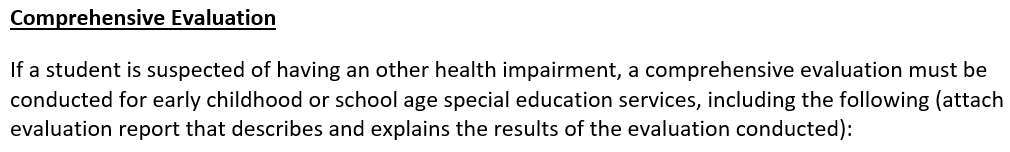 Comprehensive Evaluation
If a student is suspected of having an other health impairment, a comprehensive evaluation must be
conducted for early childhood or school age special education services, including the following (attach
evaluation report that describes and explains the results of the evaluation conducted):